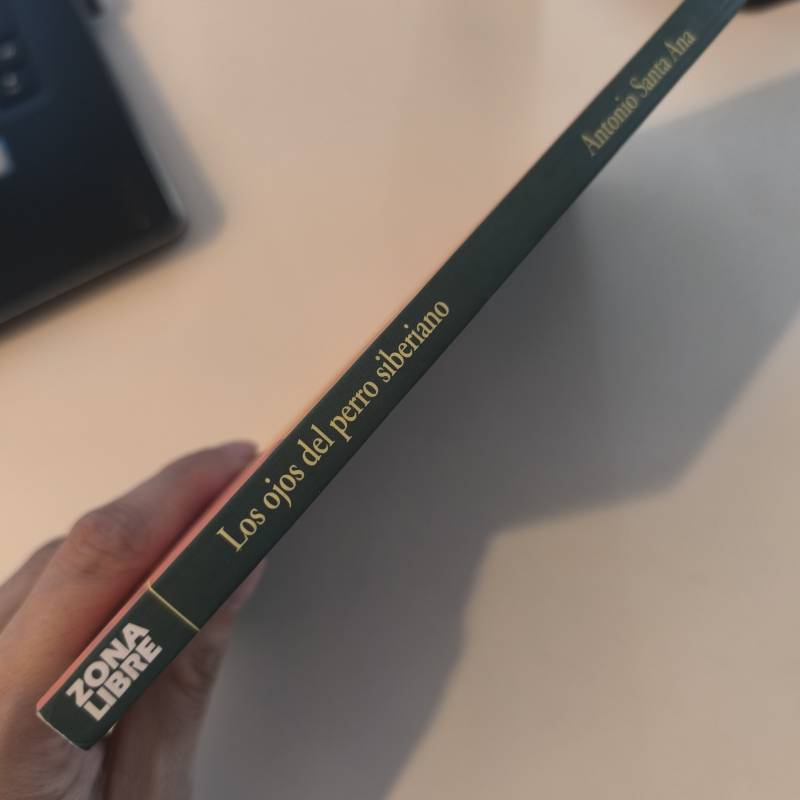 ZONA
LIBRE
Los ojos del perro siberiano
Antonio Santa Ana